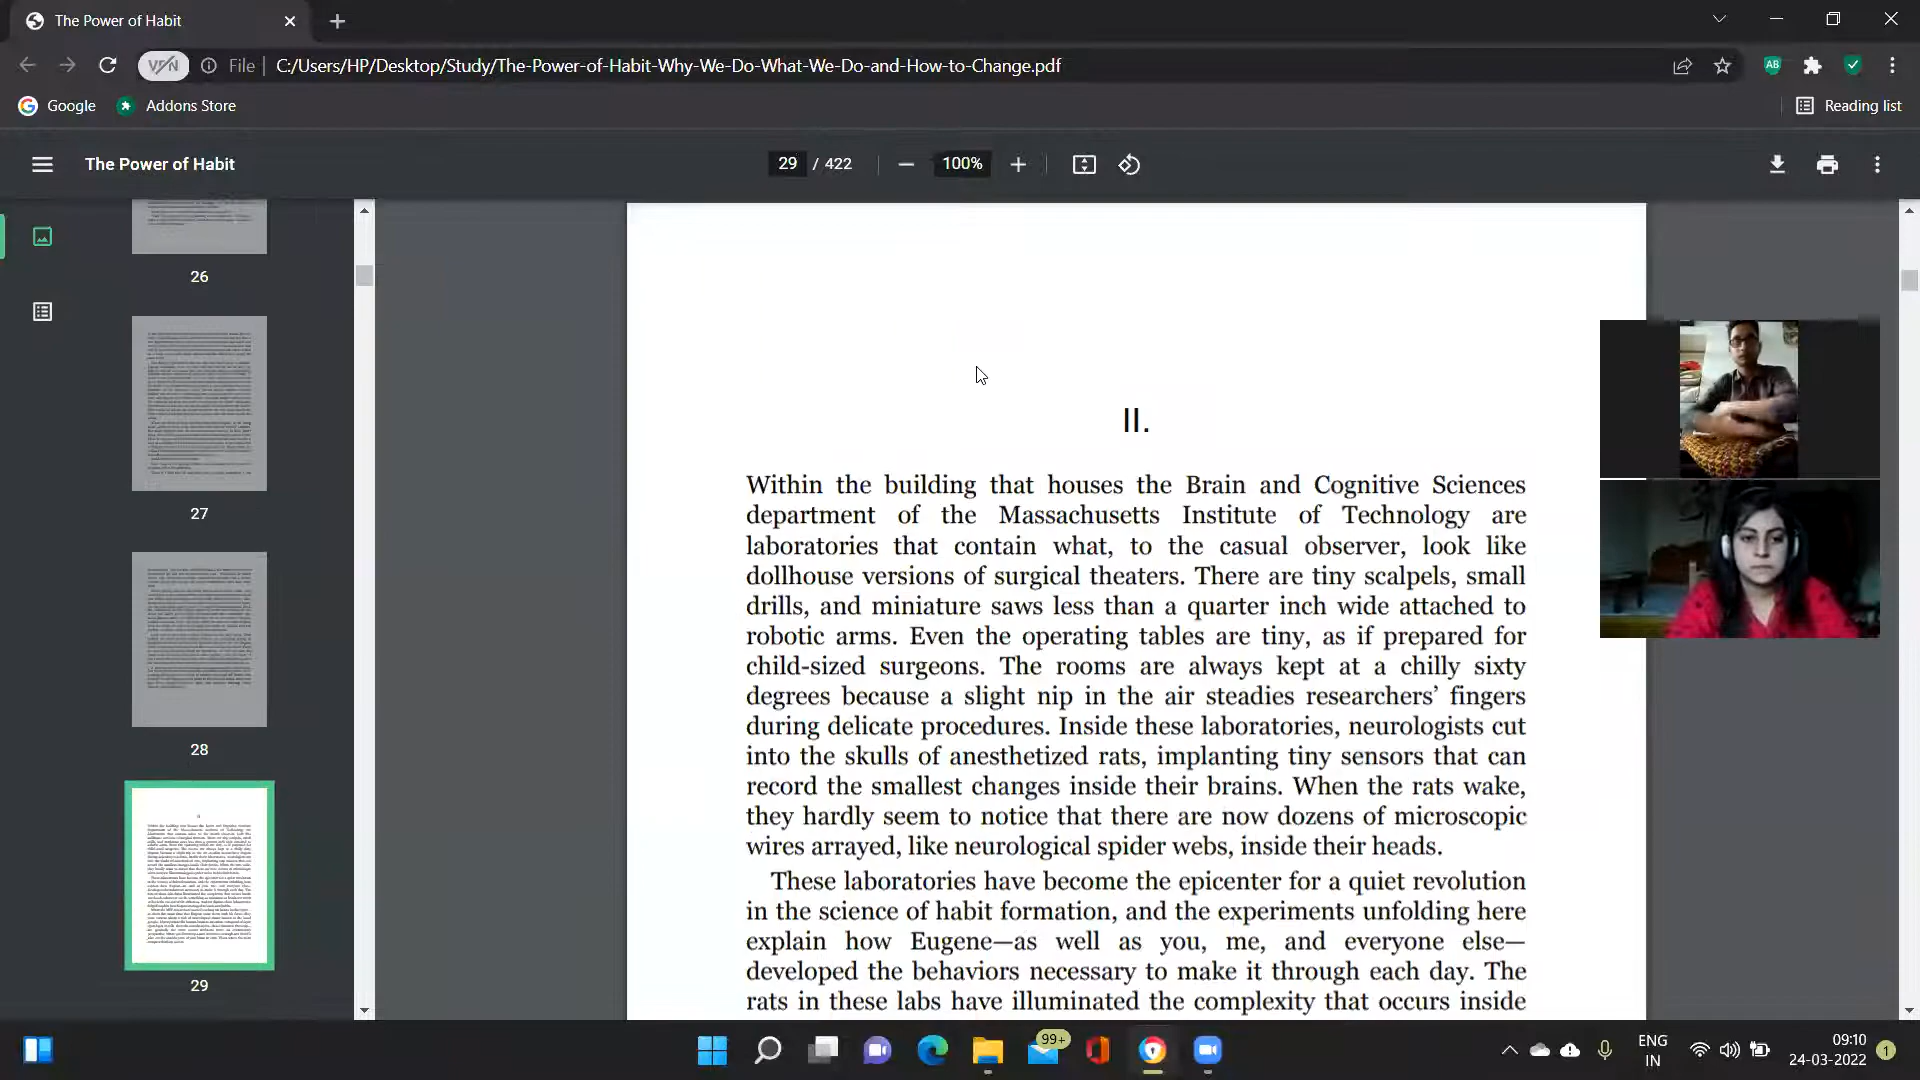 The Power of Habit
VPN
File
C:/Users/HP/Desktop/Study/The-Power-of-Habit-Why-We-Do-What-We-Do-and-How-to-Change.pdf
AB
Google
Addons Store
Reading list
The Power of Habit
29 / 422
100%
26
27
28
29
II.
Within the building that houses the Brain and Cognitive Sciences
department of the Massachusetts Institute of Technology are
laboratories that contain what, to the casual observer, look like
dollhouse versions of surgical theaters. There are tiny scalpels, small
drills, and miniature saws less than a quarter inch wide attached to
robotic arms. Even the operating tables are tiny, as if prepared for
child-sized surgeons. The rooms are always kept at a chilly sixty
degrees because a slight nip in the air steadies researchers’ fingers
during delicate procedures. Inside these laboratories, neurologists cut
into the skulls of anesthetized rats, implanting tiny sensors that can
record the smallest changes inside their brains. When the rats wake,
they hardly seem to notice that there are now dozens of microscopic
wires arrayed, like neurological spider webs, inside their heads.
These laboratories have become the epicenter for a quiet revolution
in the science of habit formation, and the experiments unfolding here
explain how Eugene—as well as you, me, and everyone else—
developed the behaviors necessary to make it through each day. The
rats in these labs have illuminated the complexity that occurs inside
99+
ENG
IN
09:10
24-03-2022
1